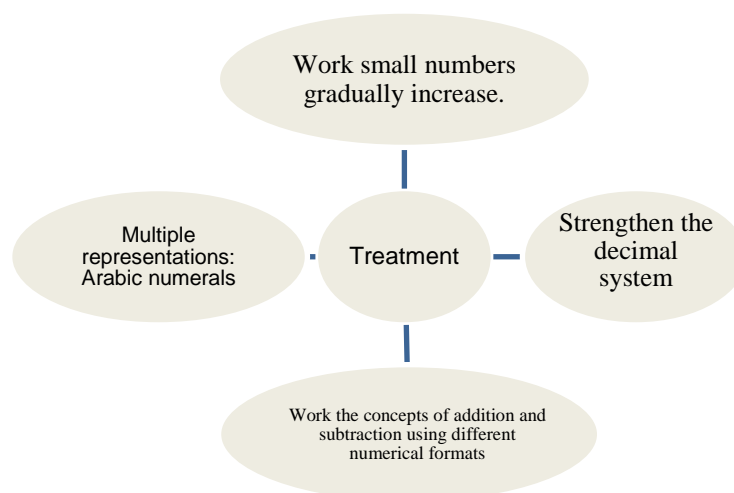 Work small numbers
gradually increase.
Multiple
representations:
Arabic numerals
Treatment
Strengthen the
decimal
system
Work the concepts of addition and
subtraction using different
numerical formats